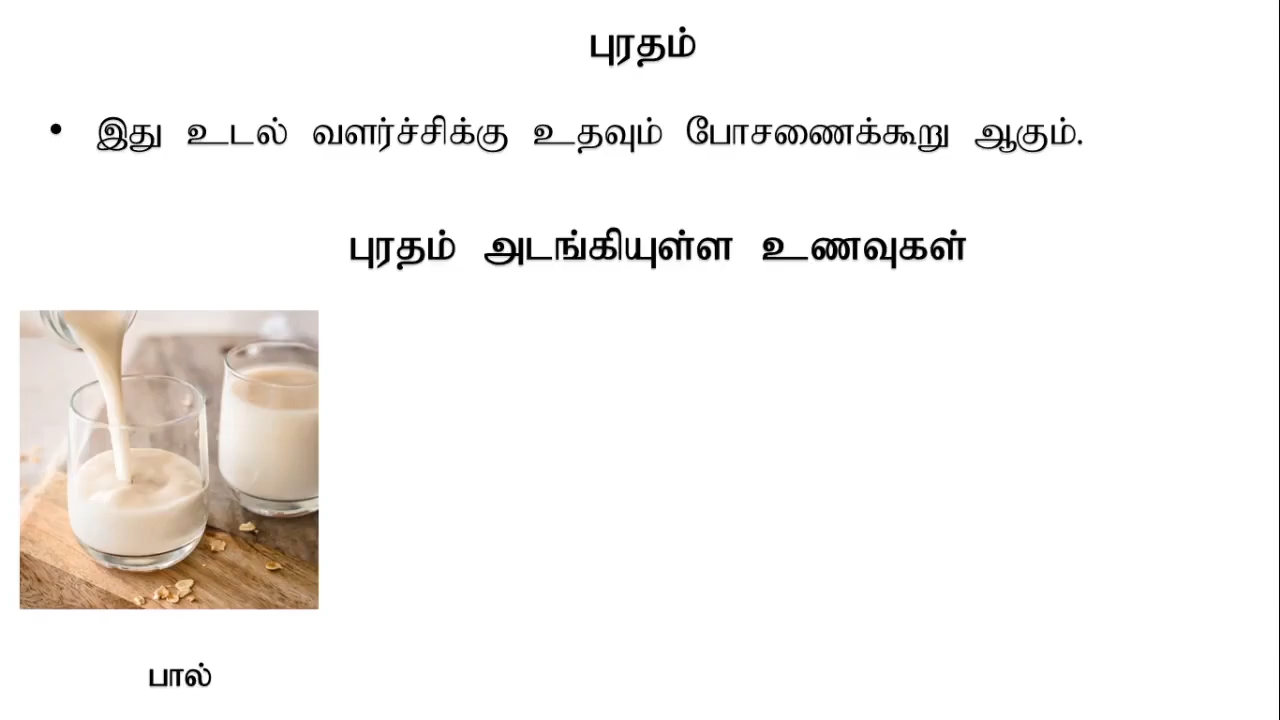 புரதம்
• இது உடல் வளர்ச்சிக்கு உதவும் போசணைக்கூறு ஆகும்.
புரதம் அடங்கியுள்ள உணவுகள்
பால்